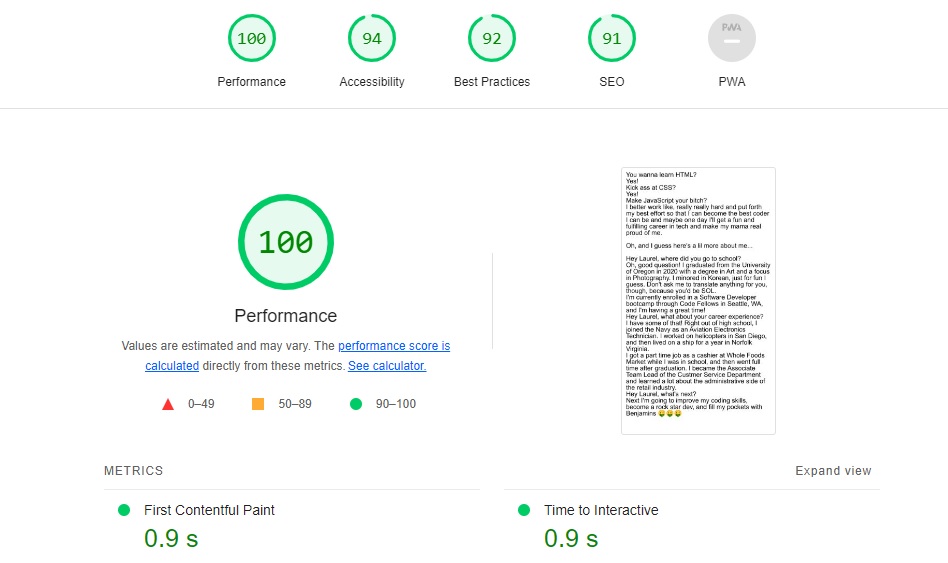 100 94 92 91 PWA
Performance Accessibility Best Practices SEO PWA
You wanna learn HTML?
Yes!
Kick ass at CSS?
Yes!
Make JavaScript your bitch?
I better work like, really really hard and put forth
my best effort so that I can become the best coder
I can be and maybe one day I'll get a fun and
fulfilling career in tech and make my mama real
proud of me.
Oh, and I guess here's a lil more about me...
Hey Laurel, where did you go to school?
Oh, good question! I graduated from the University
of Oregon in 2020 with a degree in Art and a focus
in Photography. I minored in Korean, just for fun I
guess. Don't ask me to translate anything for you,
though, because you'd be SOL.
I'm currently enrolled in a Software Developer
bootcamp through Code Fellows in Seattle, WA,
and I'm having a great time!
Hey Laurel, what about your career experience?
I have some of that! Right out of high school, I
joined the Navy as an Aviation Electronics
Technician. I worked on helicopters in San Diego,
and then lived on a ship for a year in Norfolk
Virginia.
I got a part time job as a cashier at Whole Foods
Market while I was in school, and then went full
time after graduation. I became the Associate
Team Lead of the Custmer Service Department
and learned a lot about the administrative side of
the retail industry.
Hey Laurel, what's next?
Next I'm going to improve my coding skills,
become a rock star dev, and fill my pockets with
Benjamins 🤑🤑🤑
100
Performance
Values are estimated and may vary. The performance score is
calculated directly from these metrics. See calculator.
0–49 50–89 90–100
METRICS Expand view
First Contentful Paint Time to Interactive
0.9 s 0.9 s